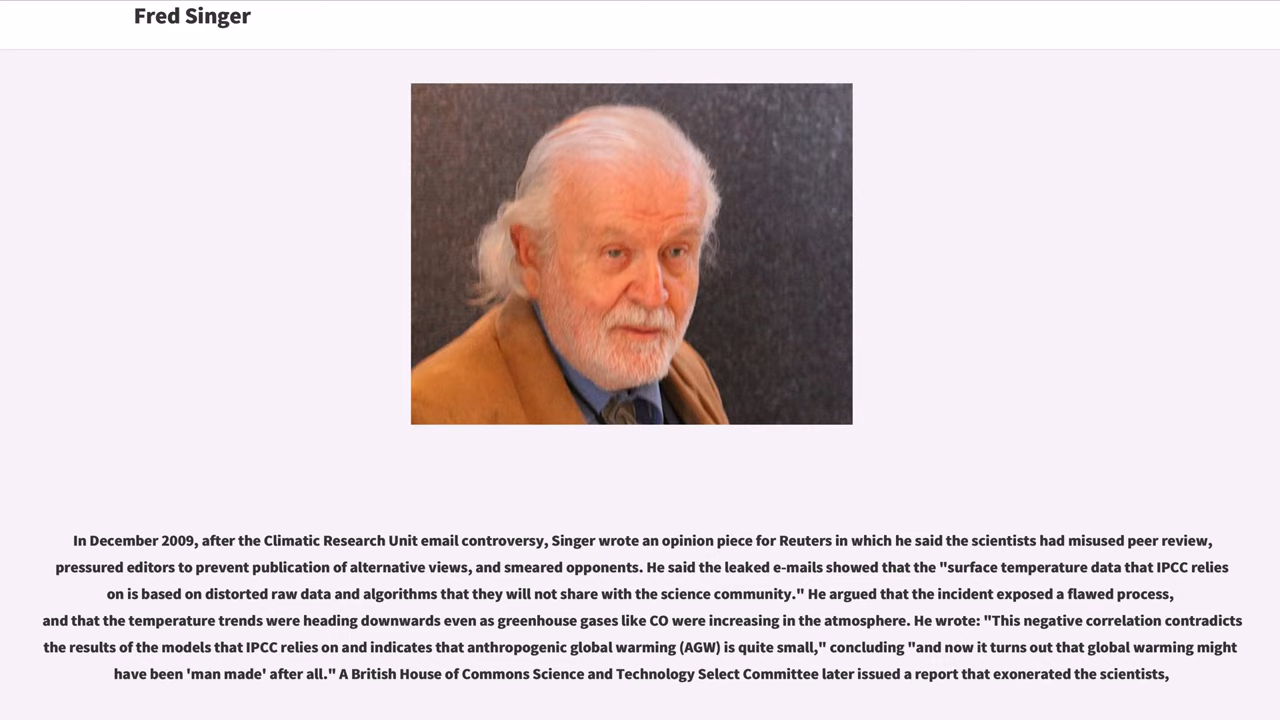 Fred Singer
In December 2009, after the Climatic Research Unit email controversy, Singer wrote an opinion piece for Reuters in which he said the scientists had misused peer review,
pressured editors to prevent publication of alternative views, and smeared opponents. He said the leaked e-mails showed that the "surface temperature data that IPCC relies
on is based on distorted raw data and algorithms that they will not share with the science community." He argued that the incident exposed a flawed process,
and that the temperature trends were heading downwards even as greenhouse gases like CO were increasing in the atmosphere. He wrote: "This negative correlation contradicts
the results of the models that IPCC relies on and indicates that anthropogenic global warming (AGW) is quite small," concluding "and now it turns out that global warming might
have been 'man made' after all." A British House of Commons Science and Technology Select Committee later issued a report that exonerated the scientists,